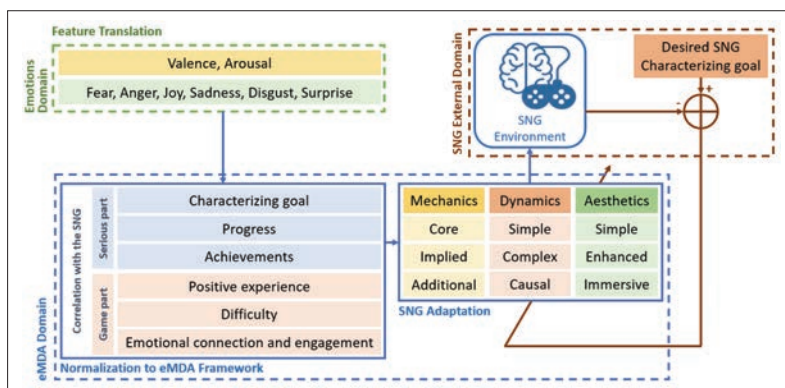 Feature Translation
Emotions
Domain
Valence, Arousal
Fear, Anger, Joy, Sadness, Disgust, Surprise
SNG External Domain
SNG
Environment
Desired SNG
Characterizing goal
+
-
eMDA Domain
Correlation with the SNG
Serious part
Characterizing goal
Progress
Achievements
Game part
Positive experience
Difficulty
Emotional connection and engagement
Normalization to eMDA Framework
Mechanics Dynamics Aesthetics
Core Simple Simple
Implied Complex Enhanced
Additional Causal Immersive
SNG Adaptation